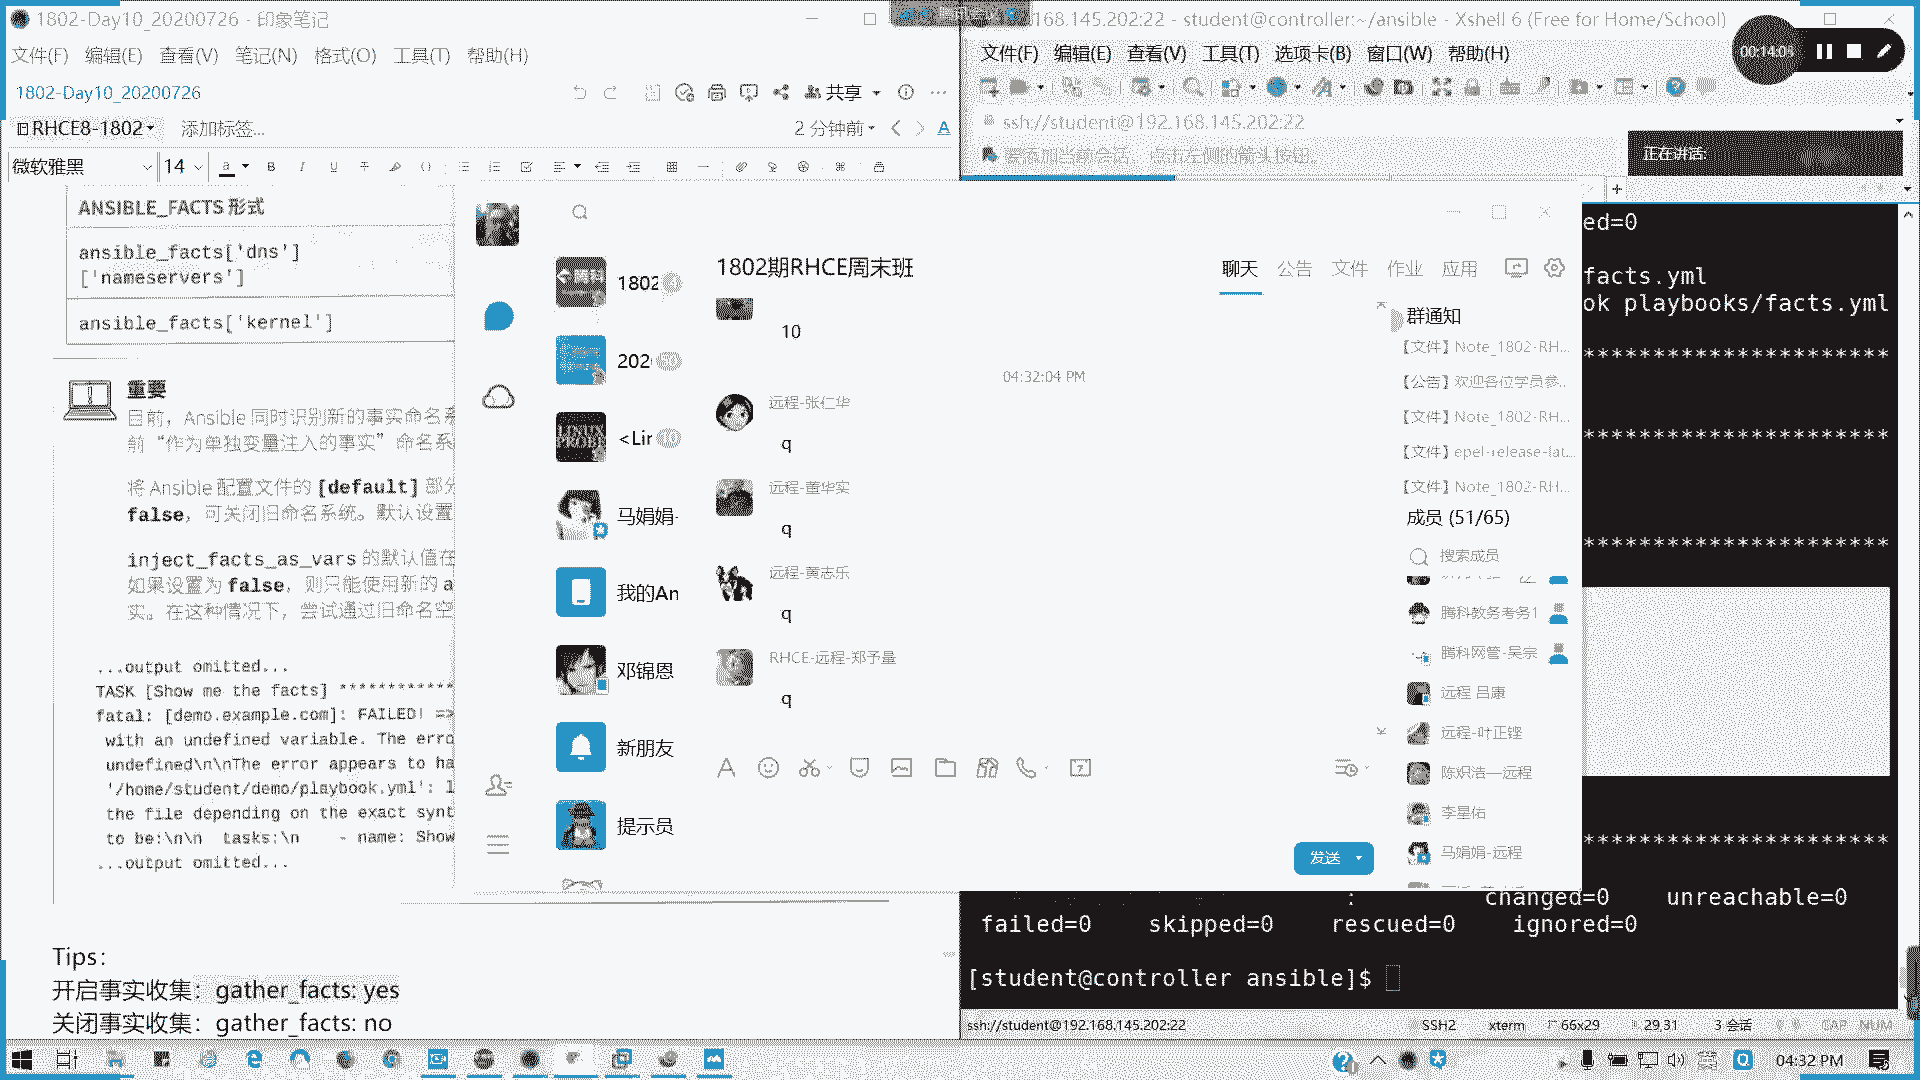 1802-Day10_20200726 - 印象笔记
文件(F) 编辑(E) 查看(V) 笔记(N) 格式(O) 工具(T) 帮助(H)
1802-Day10_20200726
共享
RHCE8-1802
添加标签...
2 分钟前
微软雅黑
14
ANSIBLE_FACTS 形式
ansible_facts['dns']
['nameservers']
ansible_facts['kernel']
重要
目前，Ansible 同时识别新的事实命名系
前 “作为单独变量注入的事实” 命名系
将 Ansible 配置文件的 [default] 部分
false，可关闭旧命名系统。默认设置
inject_facts_as_vars 的默认值在
如果设置为 false，则只能使用新的 a
实。在这种情况下，尝试通过旧命名空
...output omitted...
TASK [Show me the facts] ************
fatal: [demo.example.com]: FAILED! =>
with an undefined variable. The erro
undefined\n\nThe error appears to ha
'/home/student/demo/playbook.yml': l
the file depending on the exact synt
to be:\n\n  tasks:\n    - name: Show
...output omitted...
Tips：
开启事实收集：gather_facts: yes
关闭事实收集：gather_facts: no
1802
202
<Lin
马娟娟-
我的An
邓锦恩
新朋友
提示员
1802期RHCE周末班
聊天 公告 文件 作业 应用
10
04:32:04 PM
远程-张仁华
q
远程-董华实
q
远程-黄志乐
q
RHCE-远程-郑予量
q
发送
群通知
【文件】Note_1802-RH...
【公告】欢迎各位学员参...
【文件】Note_1802-RH...
【文件】epel-release-lat...
【文件】Note_1802-RH...
成员 (51/65)
搜索成员
腾科教务考务1
腾科网管-吴宗
远程 吕康
远程-叶正铿
陈炽浩—远程
李星佑
马娟娟-远程
168.145.202:22 - student@controller:~/ansible - Xshell 6 (Free for Home/School)
00:14:05
文件(F) 编辑(E) 查看(V) 工具(T) 选项卡(B) 窗口(W) 帮助(H)
ssh://student@192.168.145.202:22
要添加当前会话，点击左侧的箭头按钮。
正在讲话:
ed=0
facts.yml
ok playbooks/facts.yml
***********************
***********************
***********************
***********************
changed=0 unreachable=0
failed=0 skipped=0 rescued=0 ignored=0
[student@controller ansible]$
ssh://student@192.168.145.202:22 SSH2 xterm 66x29 29,31 3 会话 CAP NUM
04:32 PM